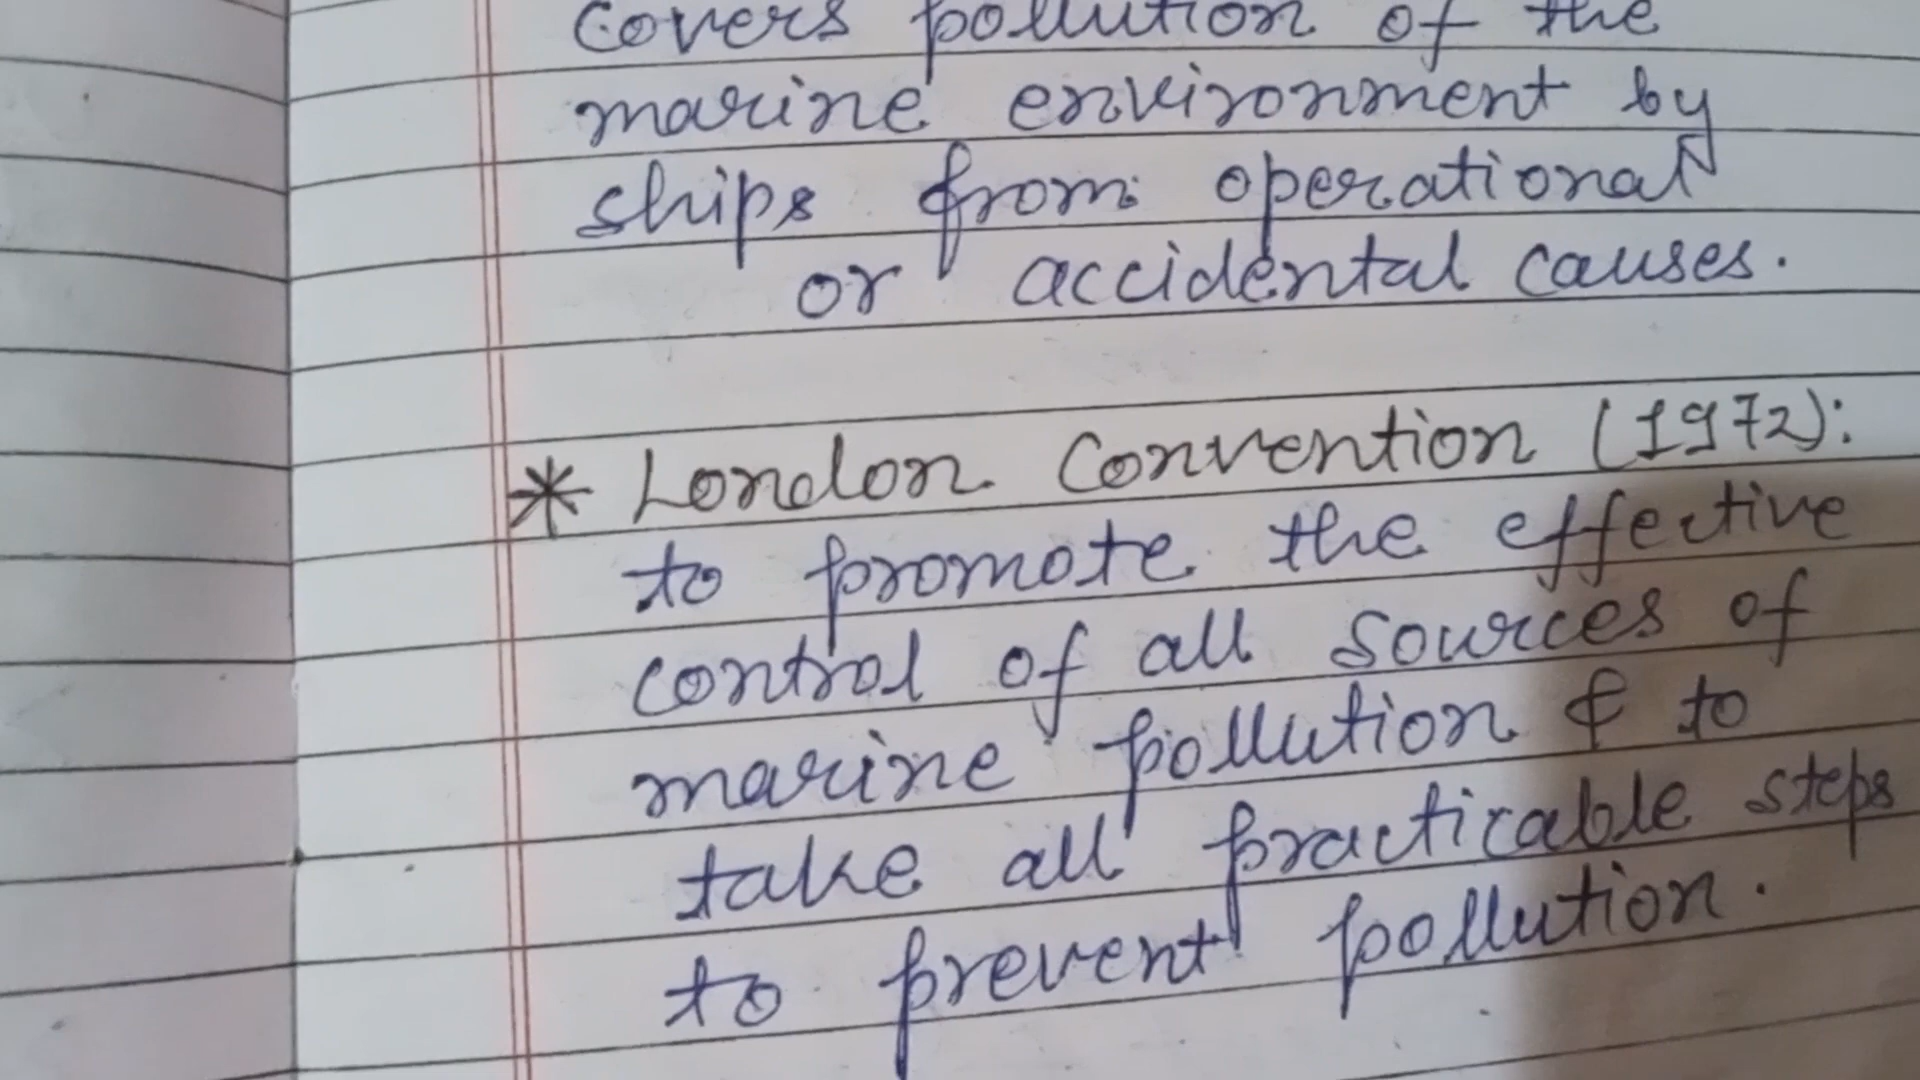 covers pollution of the
marine environment by
ships from operational
or accidental causes.
* London Convention (1972):
to promote the effective
control of all sources of
marine pollution & to
take all practicable steps
to prevent pollution.